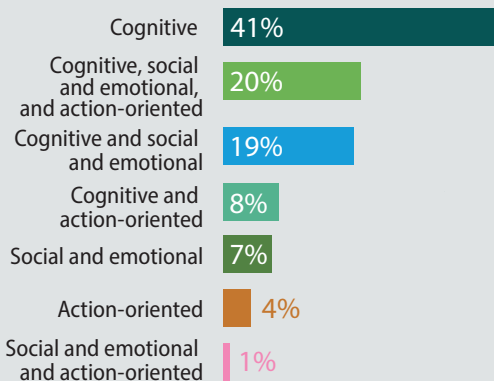 Cognitive
41%
Cognitive, social
and emotional,
and action-oriented
20%
Cognitive and social
and emotional
19%
Cognitive and
action-oriented
8%
Social and emotional
7%
Action-oriented
4%
Social and emotional
and action-oriented
1%